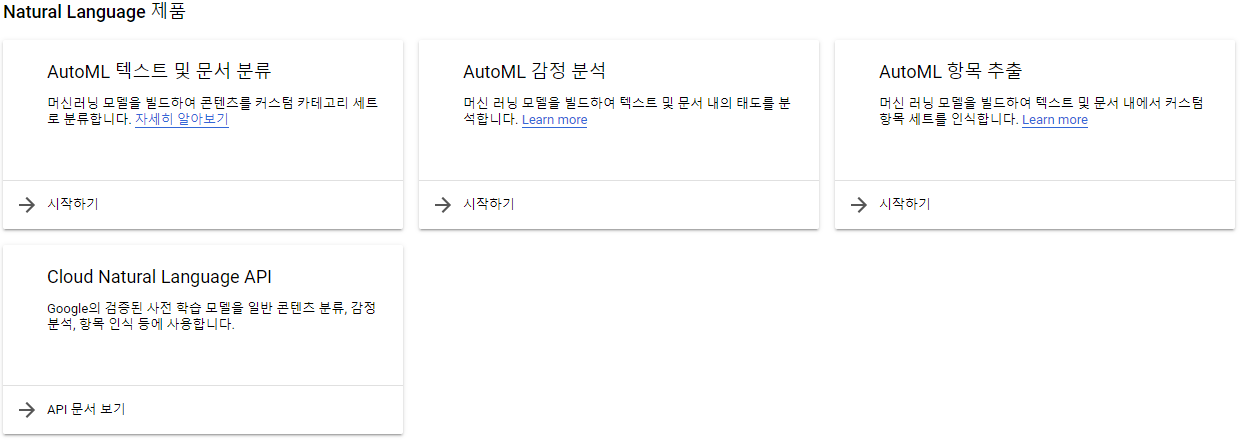 Natural Language 제품
AutoML 텍스트 및 문서 분류
머신러닝 모델을 빌드하여 콘텐츠를 커스텀 카테고리 세트
로 분류합니다. 자세히 알아보기
시작하기
AutoML 감정 분석
머신 러닝 모델을 빌드하여 텍스트 및 문서 내의 태도를 분
석합니다. Learn more
시작하기
AutoML 항목 추출
머신 러닝 모델을 빌드하여 텍스트 및 문서 내에서 커스텀
항목 세트를 인식합니다. Learn more
시작하기
Cloud Natural Language API
Google의 검증된 사전 학습 모델을 일반 콘텐츠 분류, 감정
분석, 항목 인식 등에 사용합니다.
API 문서 보기